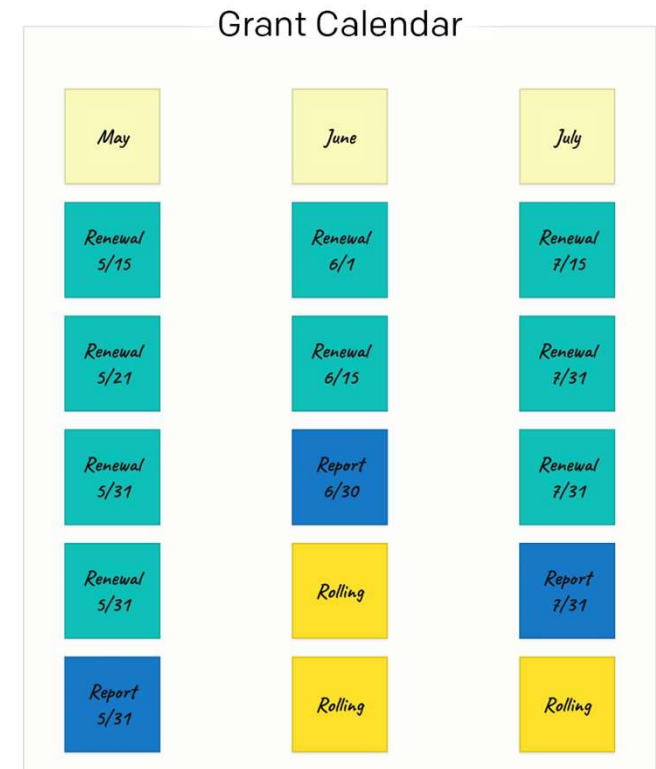 Grant Calendar
May
June
July
Renewal
5/15
Renewal
6/1
Renewal
7/15
Renewal
5/21
Renewal
6/15
Renewal
7/31
Renewal
5/31
Report
6/30
Renewal
7/31
Renewal
5/31
Rolling
Report
7/31
Report
5/31
Rolling
Rolling